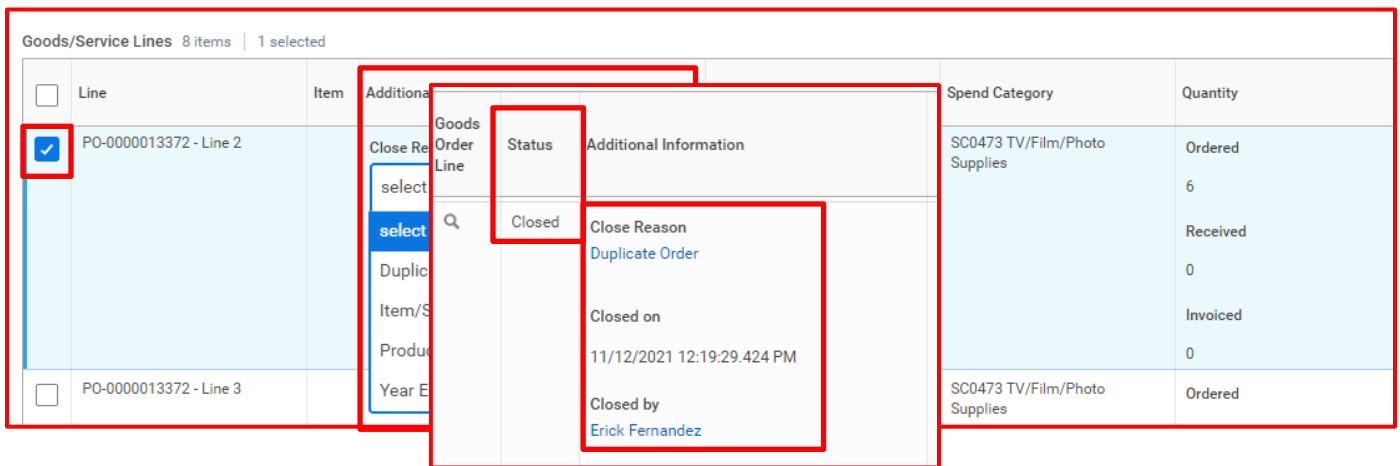 Goods/Service Lines 8 items | 1 selected
Line Item Additiona Spend Category Quantity
PO-0000013372 - Line 2
Close Re
select
select
Duplic
Item/S
Produc
Year E
SC0473 TV/Film/Photo
Supplies
Ordered
6
Received
0
Invoiced
0
PO-0000013372 - Line 3
SC0473 TV/Film/Photo
Supplies
Ordered
Goods
Order
Line
Status
Additional Information
Closed
Close Reason
Duplicate Order
Closed on
11/12/2021 12:19:29.424 PM
Closed by
Erick Fernandez